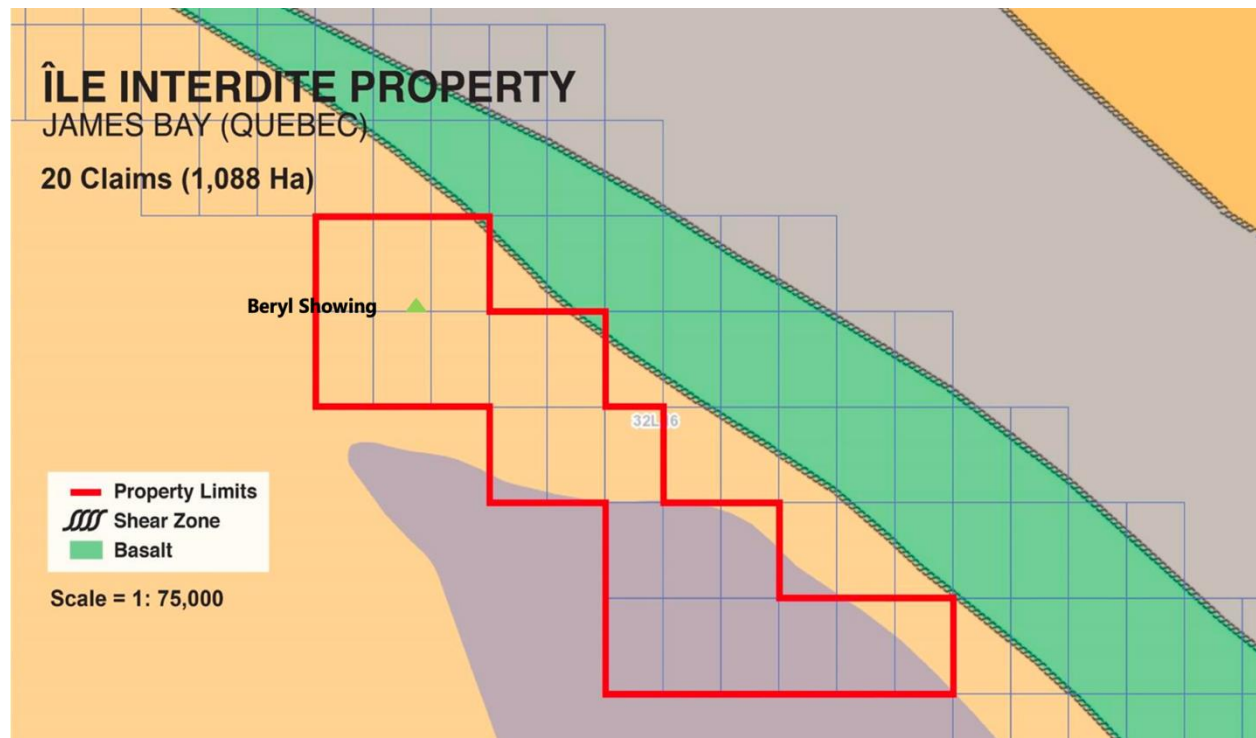 ÎLE INTERDITE PROPERTY
JAMES BAY (QUEBEC)
20 Claims (1,088 Ha)
Beryl Showing
Property Limits
Shear Zone
Basalt
Scale = 1: 75,000